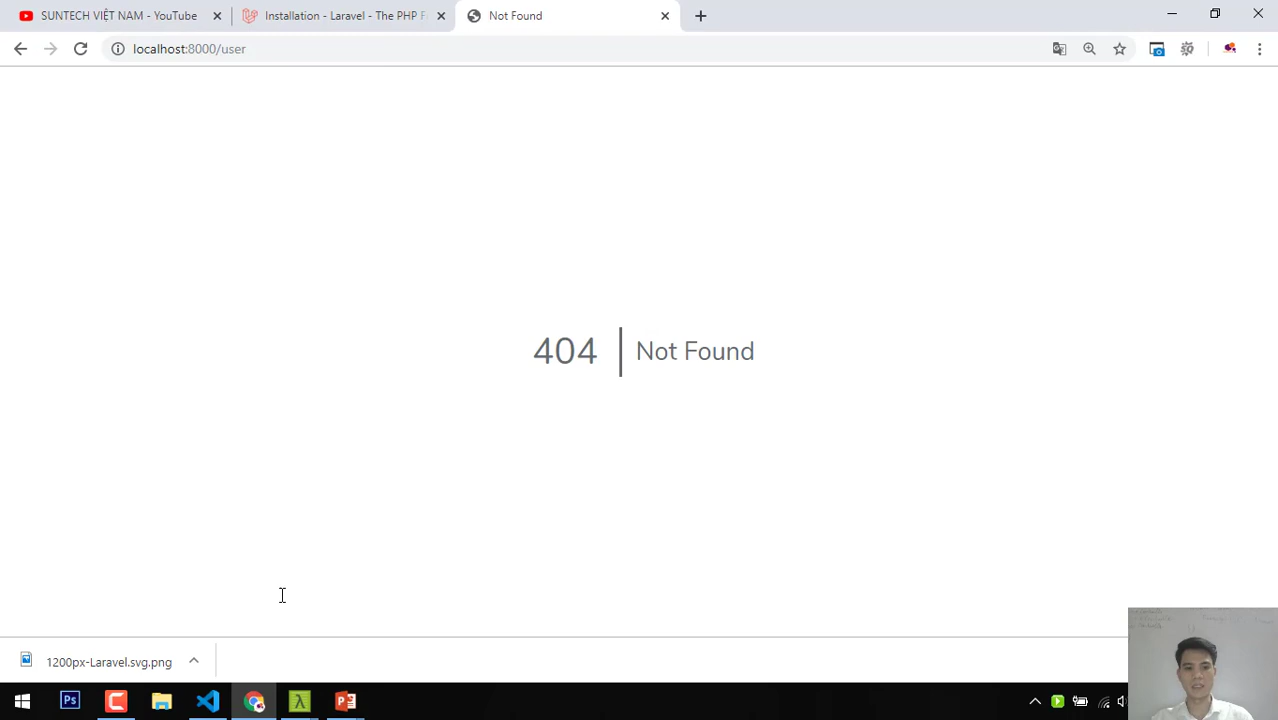 SUNTECH VIỆT NAM - YouTube
Installation - Laravel - The PHP F
Not Found
localhost:8000/user
404
Not Found
1200px-Laravel.svg.png
Ps